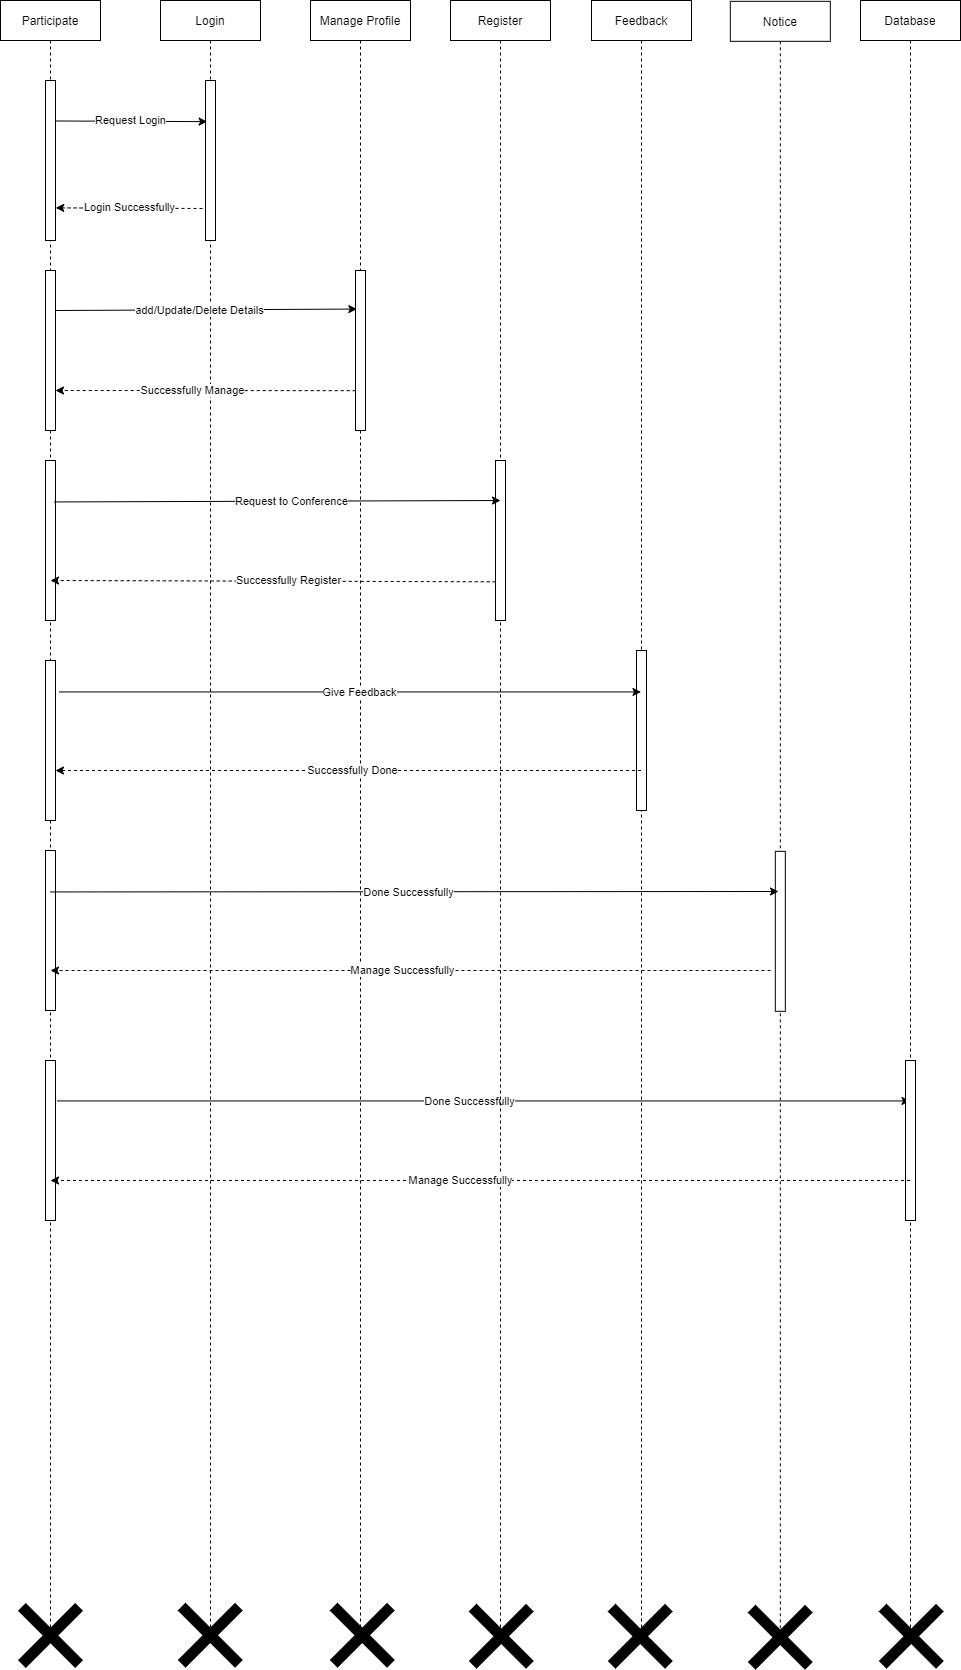 Participate
Login
Manage Profile
Register
Feedback
Notice
Database
Request Login
Login Successfully
add/Update/Delete Details
Successfully Manage
Request to Conference
Successfully Register
Give Feedback
Successfully Done
Done Successfully
Manage Successfully
Done Successfully
Manage Successfully